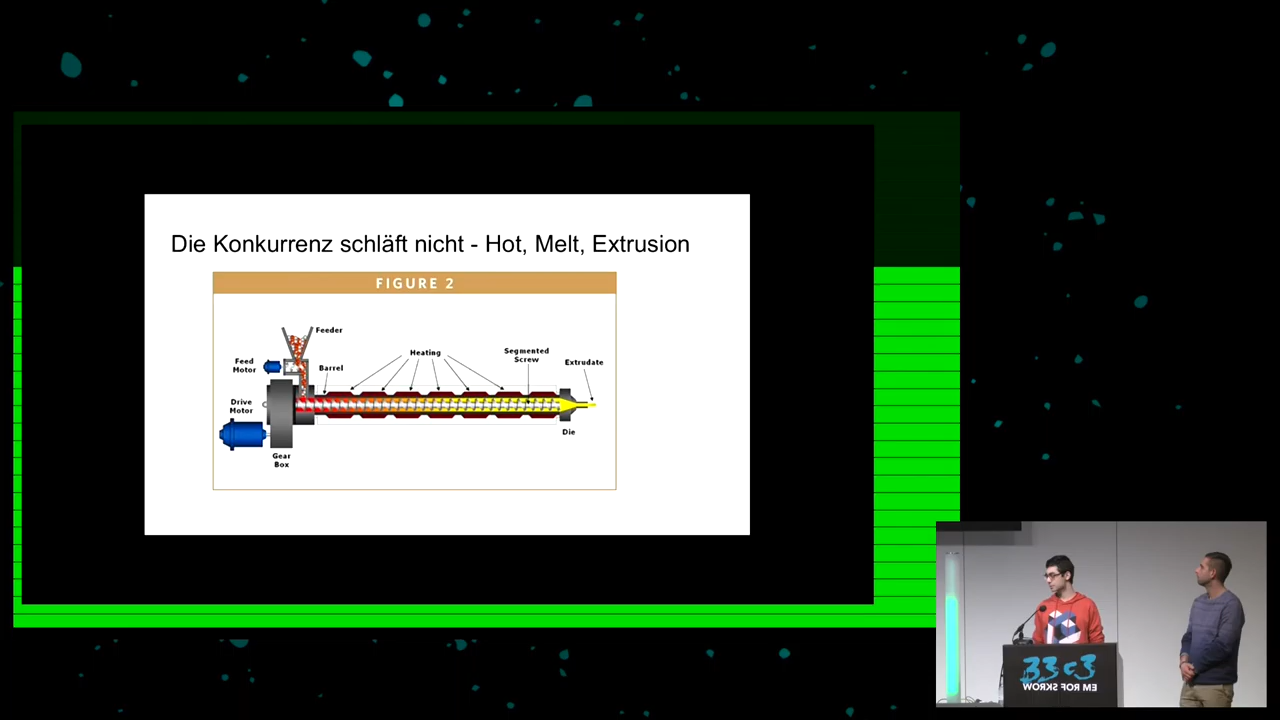 Die Konkurrenz schläft nicht - Hot, Melt, Extrusion
FIGURE 2
Feeder
Feed
Motor
Barrel
Heating
Segmented
Screw
Extrudate
Drive
Motor
Die
Gear
Box
33c3
WORKS FOR ME